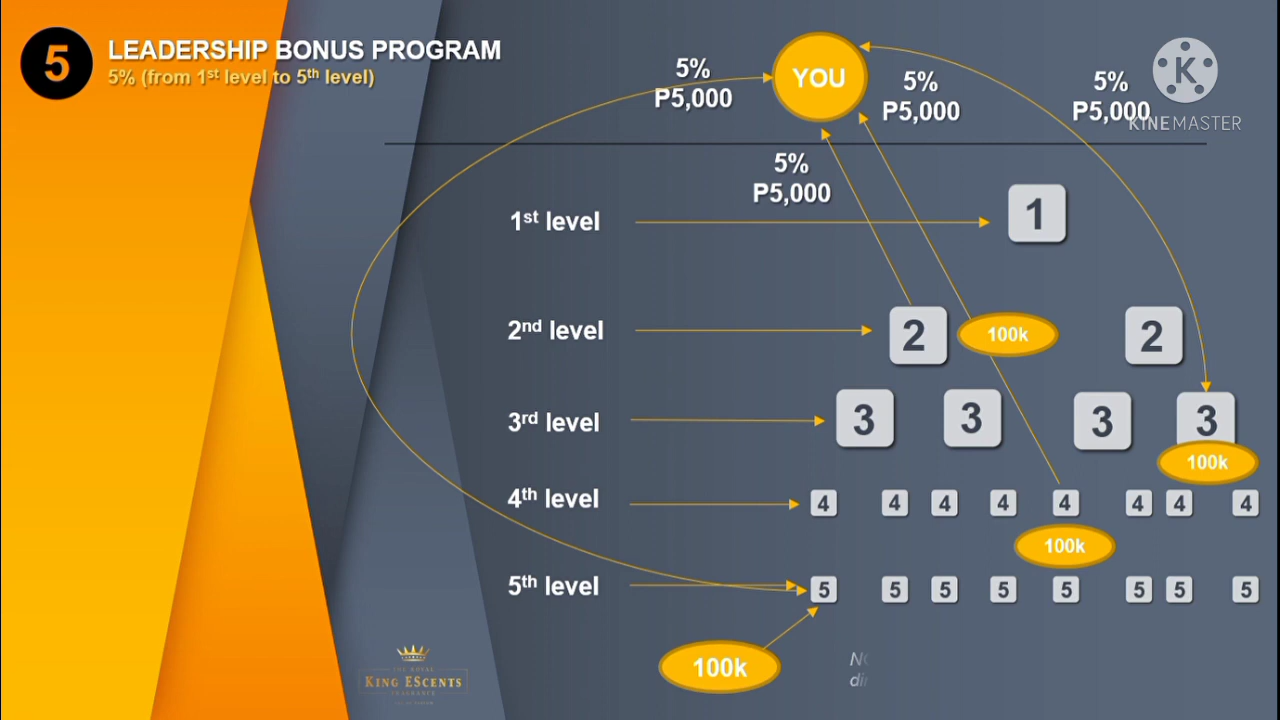 5
LEADERSHIP BONUS PROGRAM
5% (from 1st level to 5th level)
5%
P5,000
YOU
5%
P5,000
5%
P5,000
K
KINEMASTER
5%
P5,000
1st level
1
2nd level
2
100k
2
3rd level
3
3
3
3
100k
4th level
4
4
4
4
4
4
4
4
100k
5th level
5
5
5
5
5
5
5
5
100k
THE ROYAL
KING ESCENTS
FRAGRANCE